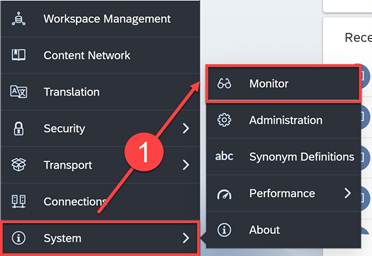 Workspace Management
Content Network
Translation
Security
Transport
Connections
System
1
Monitor
Administration
abc Synonym Definitions
Performance
About
Rece